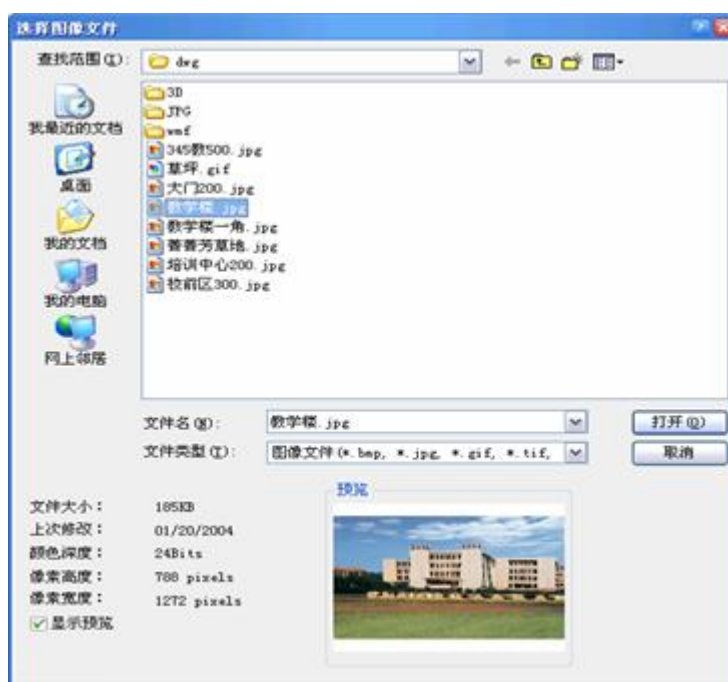 选择图像文件
查找范围(I): dwg
我最近的文档
桌面
我的文档
我的电脑
网上邻居
3D
JPG
wmf
345教500.jpg
草坪.gif
大门200.jpg
教学楼.jpg
教学楼一角.jpg
菁菁芳草地.jpg
培训中心200.jpg
校前区300.jpg
文件名(N): 教学楼.jpg 打开(O)
文件类型(T): 图像文件(*.bmp, *.jpg, *.gif, *.tif, 取消
预览
文件大小: 185KB
上次修改: 01/20/2004
颜色深度: 24Bits
像素高度: 788 pixels
像素宽度: 1272 pixels
显示预览